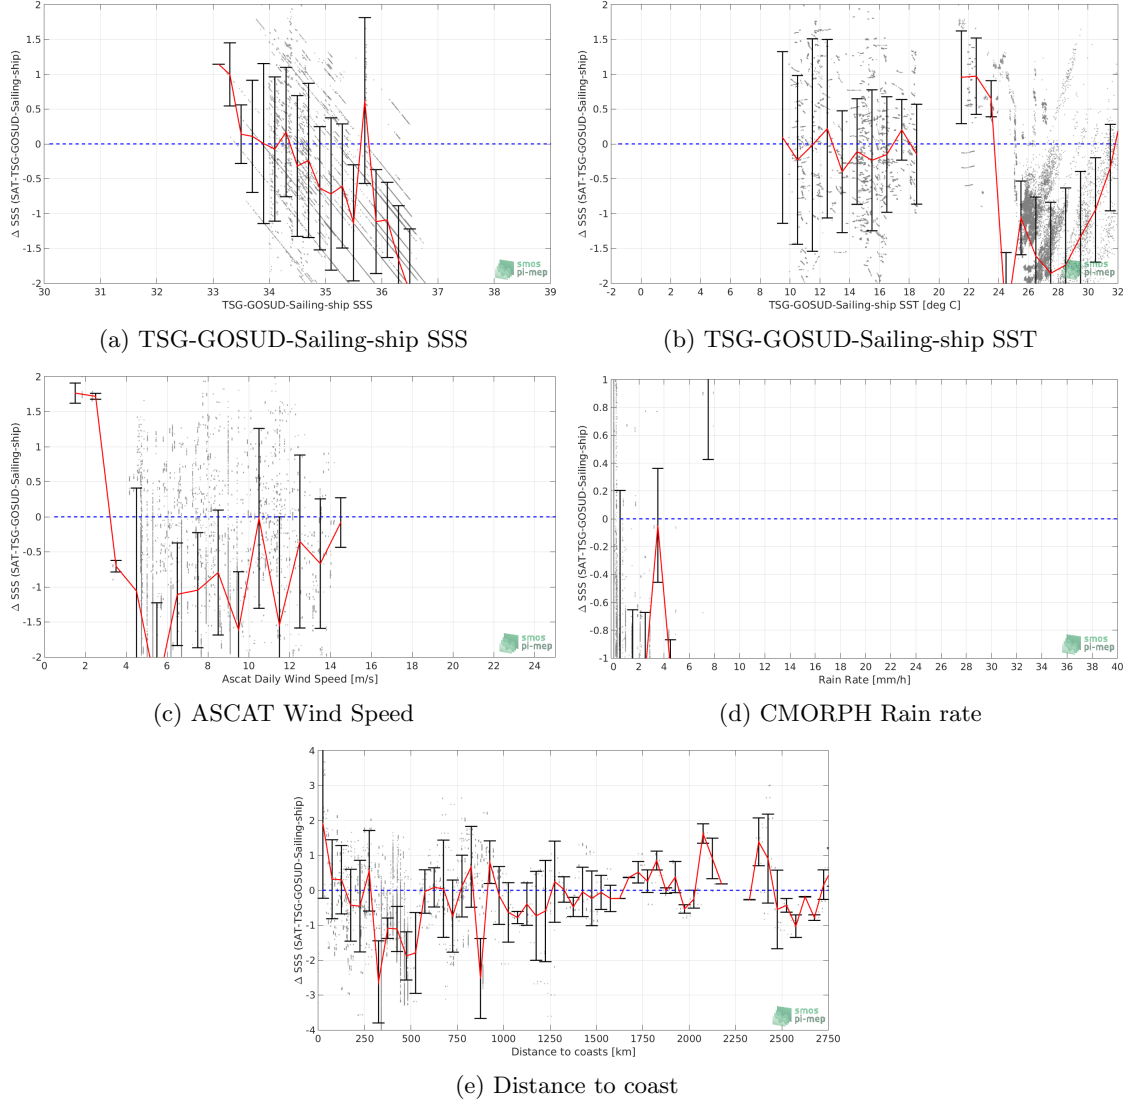 Δ SSS (SAT-TSG-GOSUD-Sailing-ship)
2
1.5
1
0.5
0
-0.5
-1
-1.5
-2
30 31 32 33 34 35 36 37 38 39
TSG-GOSUD-Sailing-ship SSS
smos
pi-mep
(a) TSG-GOSUD-Sailing-ship SSS
Δ SSS (SAT-TSG-GOSUD-Sailing-ship)
2
1.5
1
0.5
0
-0.5
-1
-1.5
-2
-2 0 2 4 6 8 10 12 14 16 18 20 22 24 26 28 30 32
TSG-GOSUD-Sailing-ship SST [deg C]
smos
pi-mep
(b) TSG-GOSUD-Sailing-ship SST
Δ SSS (SAT-TSG-GOSUD-Sailing-ship)
2
1.5
1
0.5
0
-0.5
-1
-1.5
-2
0 2 4 6 8 10 12 14 16 18 20 22 24
Ascat Daily Wind Speed [m/s]
smos
pi-mep
(c) ASCAT Wind Speed
Δ SSS (SAT-TSG-GOSUD-Sailing-ship)
1
0.8
0.6
0.4
0.2
0
-0.2
-0.4
-0.6
-0.8
-1
0 2 4 6 8 10 12 14 16 18 20 22 24 26 28 30 32 34 36 38 40
Rain Rate [mm/h]
smos
pi-mep
(d) CMORPH Rain rate
Δ SSS (SAT-TSG-GOSUD-Sailing-ship)
4
3
2
1
0
-1
-2
-3
-4
0 250 500 750 1000 1250 1500 1750 2000 2250 2500 2750
Distance to coasts [km]
smos
pi-mep
(e) Distance to coast